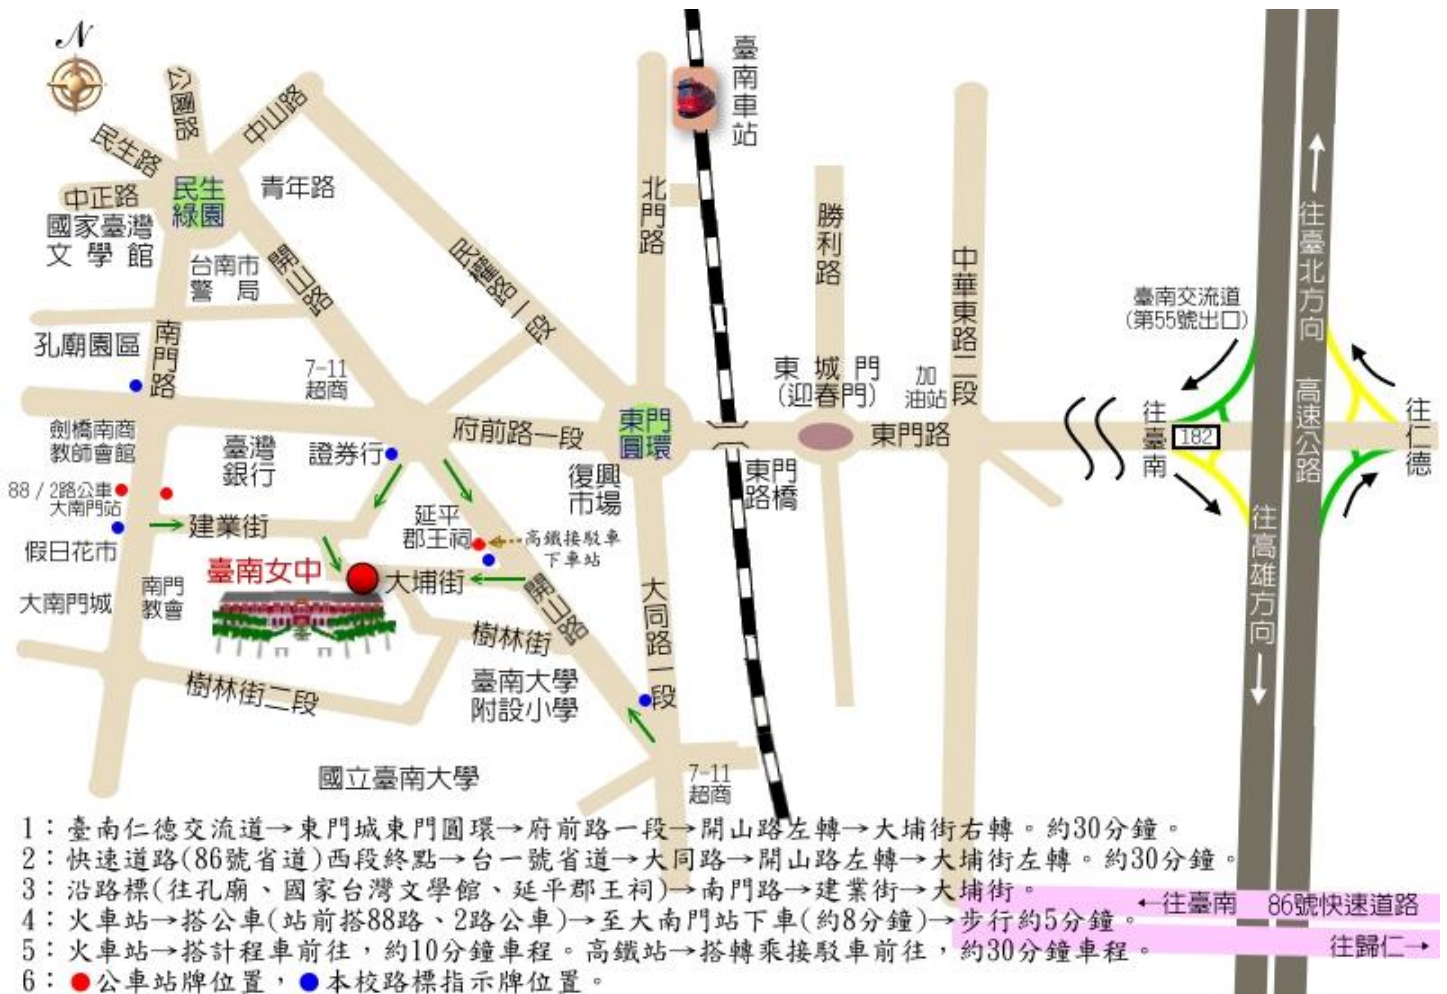 N
臺南車站
公園路
中山路
民生路
中正路
民生
綠園
青年路
國家臺灣
文學館
台南市
警局
開山路
民權路一段
北門路
勝利路
中華東路二段
往臺北方向
臺南交流道
(第55號出口)
孔廟園區
南門路
7-11
超商
東城門
(迎春門)
加
油站
高速公路
往臺南
182
往仁德
劍橋南商
教師會館
臺灣
銀行
證券行
府前路一段
東門
圓環
東門路
復興
市場
東門
路橋
88 / 2路公車
大南門站
建業街
延平
郡王祠
高鐵接駁車
下車站
假日花市
臺南女中
大埔街
開山路
大同路一段
往高雄方向
大南門城
南門
教會
樹林街
樹林街二段
臺南大學
附設小學
國立臺南大學
7-11
超商
1：臺南仁德交流道→東門城東門圓環→府前路一段→開山路左轉→大埔街右轉。約30分鐘。
2：快速道路(86號省道)西段終點→台一號省道→大同路→開山路左轉→大埔街左轉。約30分鐘。
3：沿路標(往孔廟、國家台灣文學館、延平郡王祠)→南門路→建業街→大埔街。
4：火車站→搭公車(站前搭88路、2路公車)→至大南門站下車(約8分鐘)→步行約5分鐘。
5：火車站→搭計程車前往，約10分鐘車程。高鐵站→搭轉乘接駁車前往，約30分鐘車程。
6：●公車站牌位置，●本校路標指示牌位置。
←往臺南 86號快速道路
往歸仁→